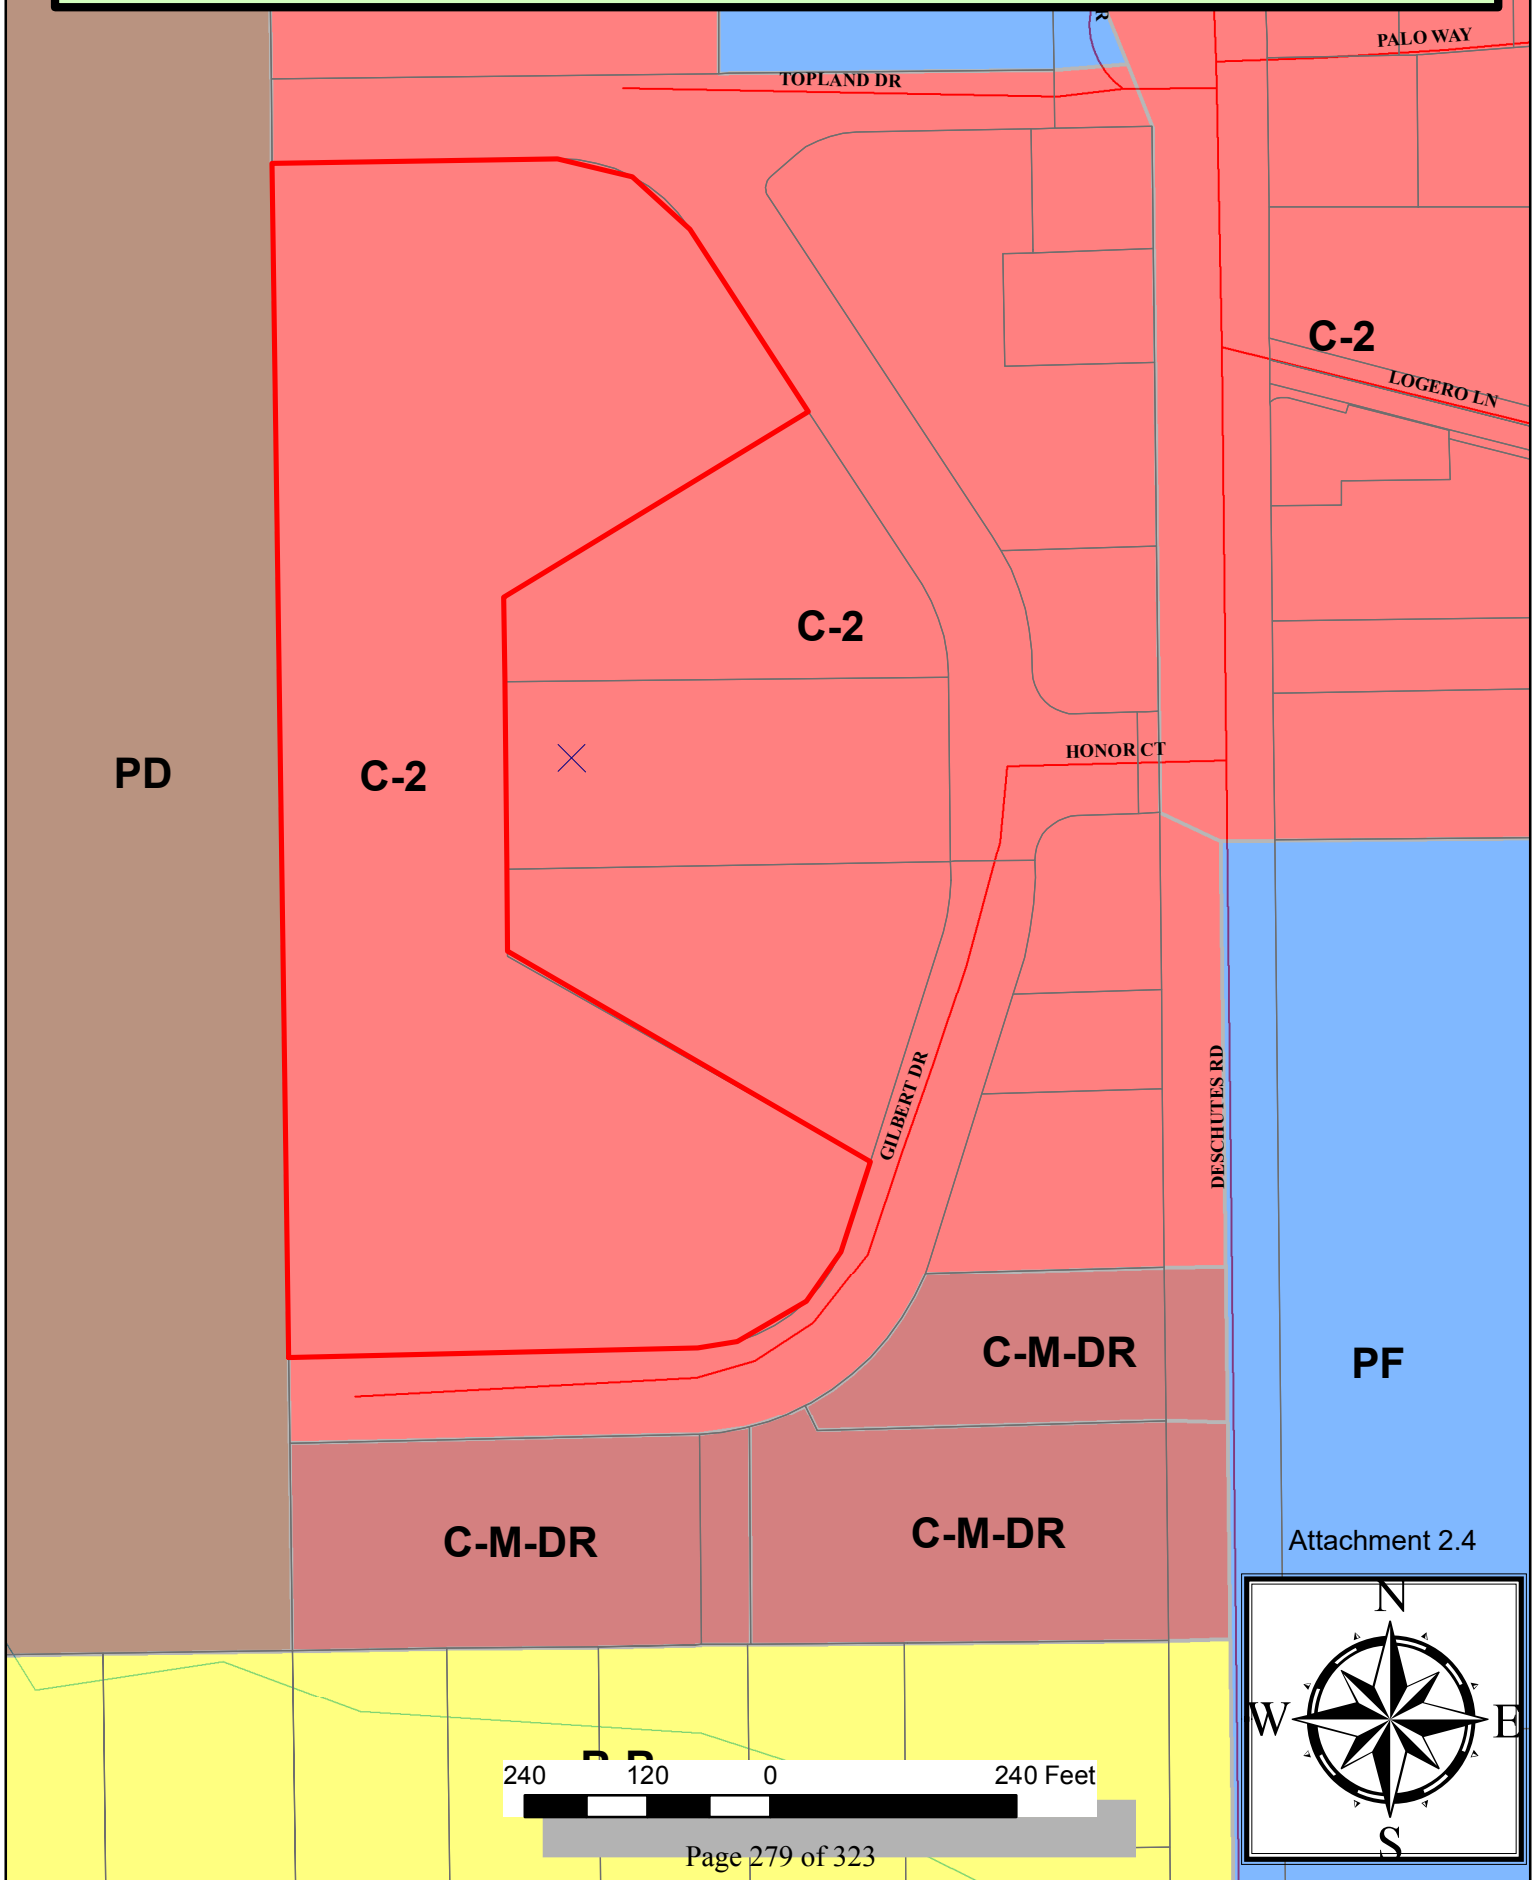 PALO WAY
TOPLAND DR
C-2
LOGERO LN
C-2
HONOR CT
PD
C-2
GILBERT DR
DESCHUTES RD
C-M-DR
PF
C-M-DR
C-M-DR
Attachment 2.4
N
W
E
S
240 120 0 240 Feet
Page 279 of 323